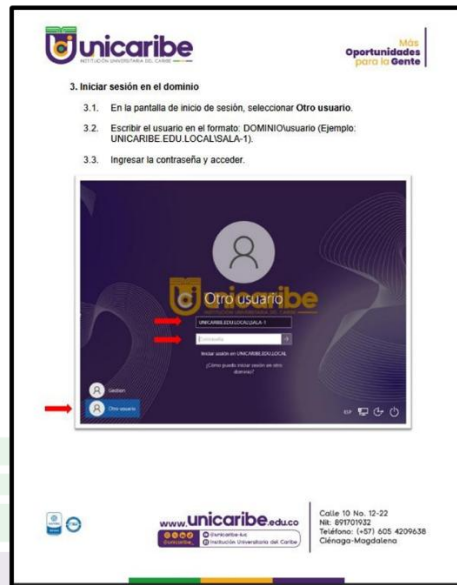 unicaribe
INSTITUCIÓN UNIVERSITARIA DEL CARIBE
Más
Oportunidades
para la Gente
3. Iniciar sesión en el dominio
3.1. En la pantalla de inicio de sesión, seleccionar Otro usuario.
3.2. Escribir el usuario en el formato: DOMINIO\usuario (Ejemplo:
UNICARIBE.EDU.LOCAL\SALA-1).
3.3. Ingresar la contraseña y acceder.
Otro usuario
unicaribe
UNICARIBE.EDU.LOCAL\SALA-1
Contraseña
Iniciar sesión en UNICARIBE.EDU.LOCAL
¿Cómo puedo iniciar sesión en otro
dominio?
Otro usuario
ESP
www.unicaribe.edu.co
Institución Universitaria del Caribe
Calle 10 No. 12-22
Nit: 891701932
Teléfono: (+57) 605 4209638
Ciénaga-Magdalena